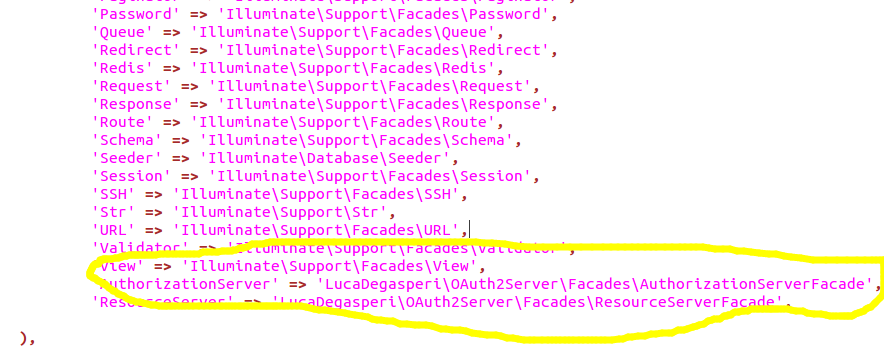 'Password' => 'Illuminate\Support\Facades\Password',
'Queue' => 'Illuminate\Support\Facades\Queue',
'Redirect' => 'Illuminate\Support\Facades\Redirect',
'Redis' => 'Illuminate\Support\Facades\Redis',
'Request' => 'Illuminate\Support\Facades\Request',
'Response' => 'Illuminate\Support\Facades\Response',
'Route' => 'Illuminate\Support\Facades\Route',
'Schema' => 'Illuminate\Support\Facades\Schema',
'Seeder' => 'Illuminate\Database\Seeder',
'Session' => 'Illuminate\Support\Facades\Session',
'SSH' => 'Illuminate\Support\Facades\SSH',
'Str' => 'Illuminate\Support\Str',
'URL' => 'Illuminate\Support\Facades\URL',
'Validator' => 'Illuminate\Support\Facades\Validator',
'View' => 'Illuminate\Support\Facades\View',
'AuthorizationServer' => 'LucaDegasperi\OAuth2Server\Facades\AuthorizationServerFacade',
'ResourceServer' => 'LucaDegasperi\OAuth2Server\Facades\ResourceServerFacade',
),